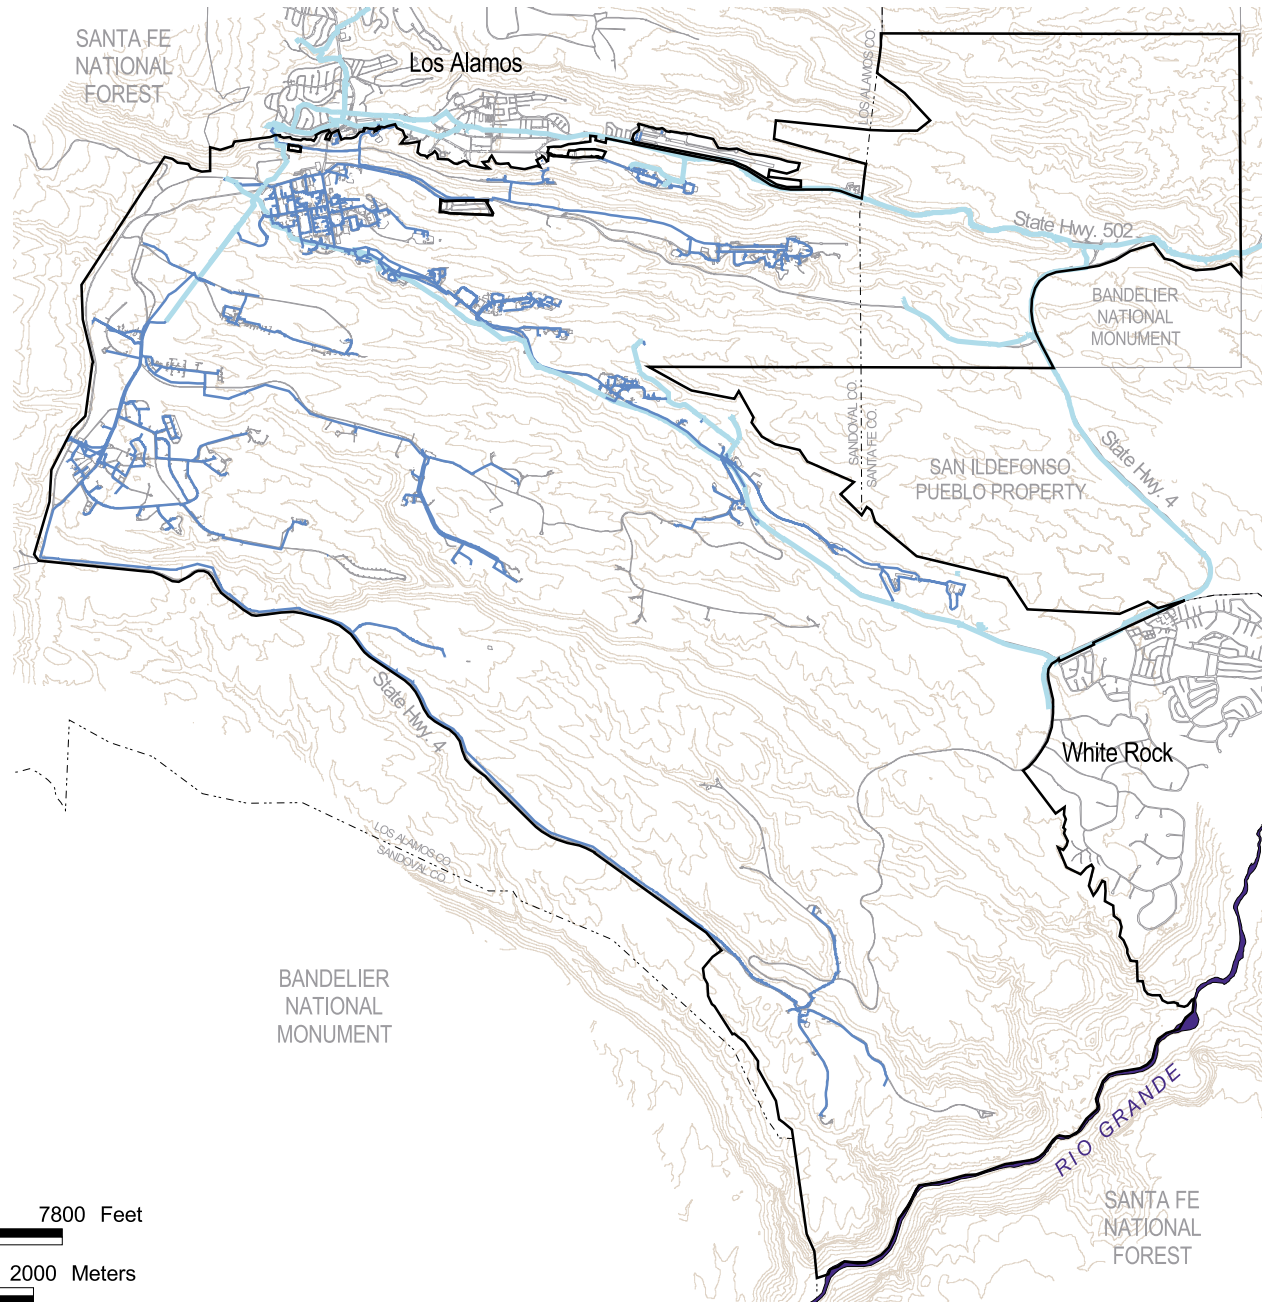 SANTA FE
NATIONAL
FOREST
Los Alamos
LOS ALAMOS CO.
State Hwy. 502
BANDELIER
NATIONAL
MONUMENT
SANDOVAL CO.
SANTA FE CO.
State Hwy. 4
SAN ILDEFONSO
PUEBLO PROPERTY
State Hwy. 4
White Rock
LOS ALAMOS CO.
SANDOVAL CO.
BANDELIER
NATIONAL
MONUMENT
RIO GRANDE
SANTA FE
NATIONAL
FOREST
7800 Feet
2000 Meters